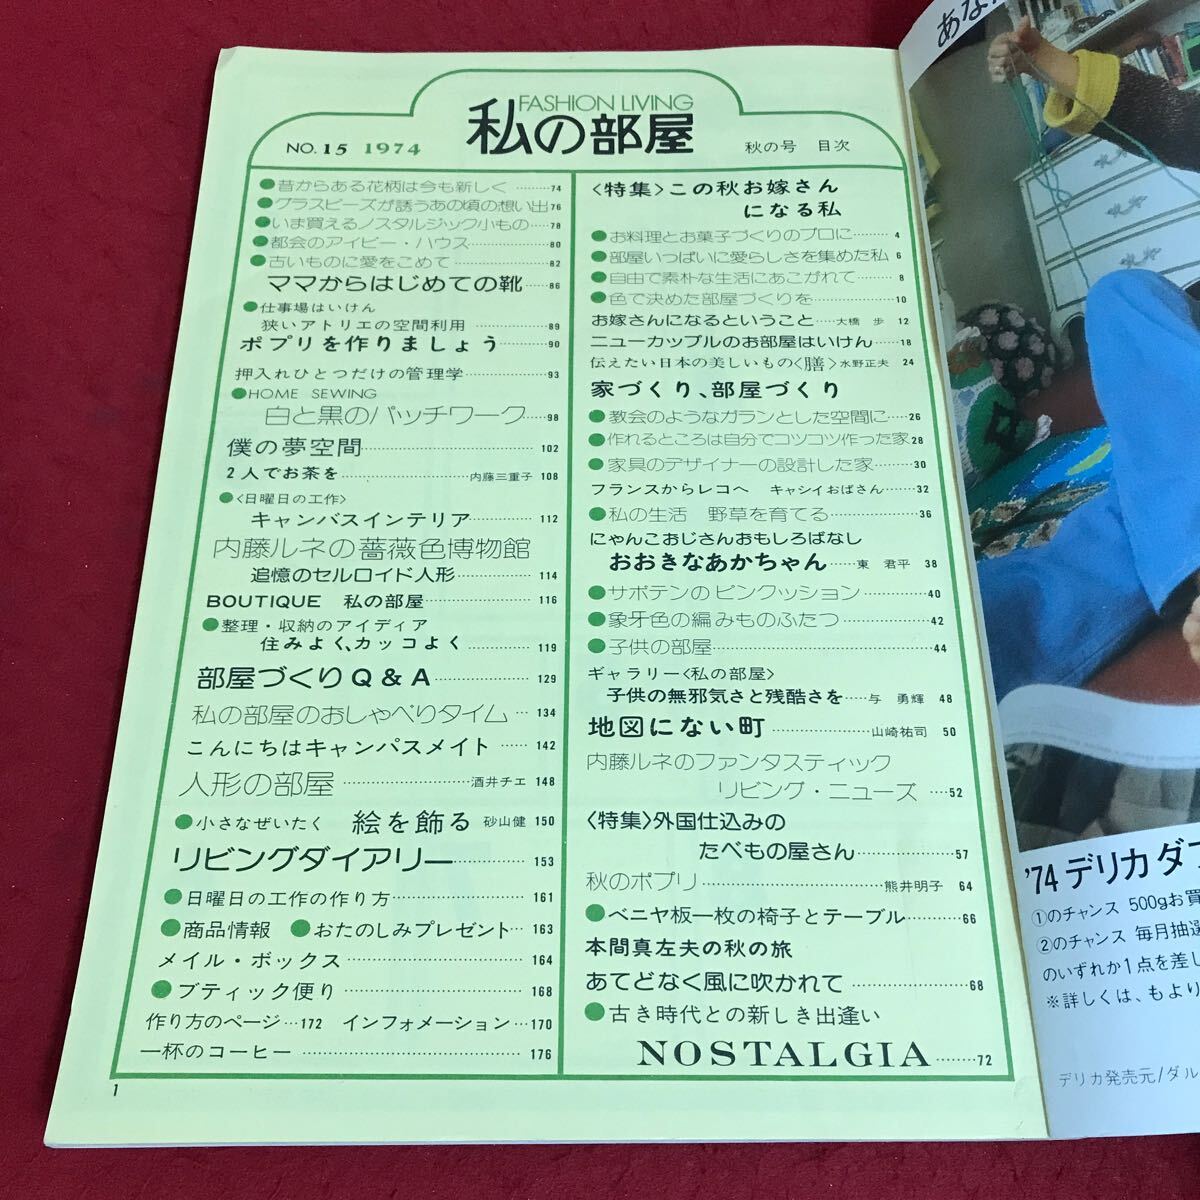 FASHION LIVING
私の部屋
NO. 15 1974
秋の号 目次
<特集>この秋お嫁さん
になる私
●お料理とお菓子づくりのプロに……4
●部屋いっぱいに愛らしさを集めた私 6
●自由で素朴な生活にあこがれて……8
●色で決めた部屋づくりを……10
お嫁さんになるということ……大橋 歩 12
ニューカップルのお部屋はいけん……18
伝えたい日本の美しいもの<膳>水野正夫 24
家づくり、部屋づくり
●教会のようなガランとした空間に……26
●作れるところは自分でコツコツ作った家28
●家具のデザイナーの設計した家……30
フランスからレコへ キャシイおばさん……32
●私の生活 野草を育てる……36
にゃんこおじさんおもしろばなし
おおきなあかちゃん……東 君平 38
●サボテンのピンクッション……40
●象牙色の編みものふたつ……42
●子供の部屋……44
ギャラリー<私の部屋>
子供の無邪気さと残酷さを……与 勇輝 48
地図にない町……山崎祐司 50
内藤ルネのファンタスティック
リビング・ニューズ……52
<特集>外国仕込みの
たべもの屋さん……57
秋のポプリ……熊井明子 64
●ベニヤ板一枚の椅子とテーブル……66
本間真左夫の秋の旅
あてどなく風に吹かれて……68
●古き時代との新しき出逢い
NOSTALGIA……72
●昔からある花柄は今も新しく……74
●グラスビーズが誘うあの頃の想い出76
●いま買えるノスタルジック小もの……78
●都会のアイビー・ハウス……80
●古いものに愛をこめて……82
ママからはじめての靴……86
●仕事場はいけん
狭いアトリエの空間利用……89
ポプリを作りましょう……90
押入れひとつだけの管理学……93
●HOME SEWING
白と黒のパッチワーク……98
僕の夢空間……102
2人でお茶を……内藤三重子 108
●<日曜日の工作>
キャンバスインテリア……112
内藤ルネの薔薇色博物館
追憶のセルロイド人形……114
BOUTIQUE 私の部屋……116
●整理・収納のアイディア
住みよく、カッコよく……119
部屋づくりQ&A……129
私の部屋のおしゃべりタイム……134
こんにちはキャンパスメイト……142
人形の部屋……酒井チエ 148
●小さなぜいたく 絵を飾る 砂山健 150
リビングダイアリー……153
●日曜日の工作の作り方……161
●商品情報 ●おたのしみプレゼント…163
メイル・ボックス……164
●ブティック便り……168
作り方のページ…172 インフォメーション…170
一杯のコーヒー……176
1
あな
'74デリカ
①のチャンス 500gお買
②のチャンス 毎月抽選
のいずれか1点を差し
※詳しくは、もより
デリカ発売元/ダル